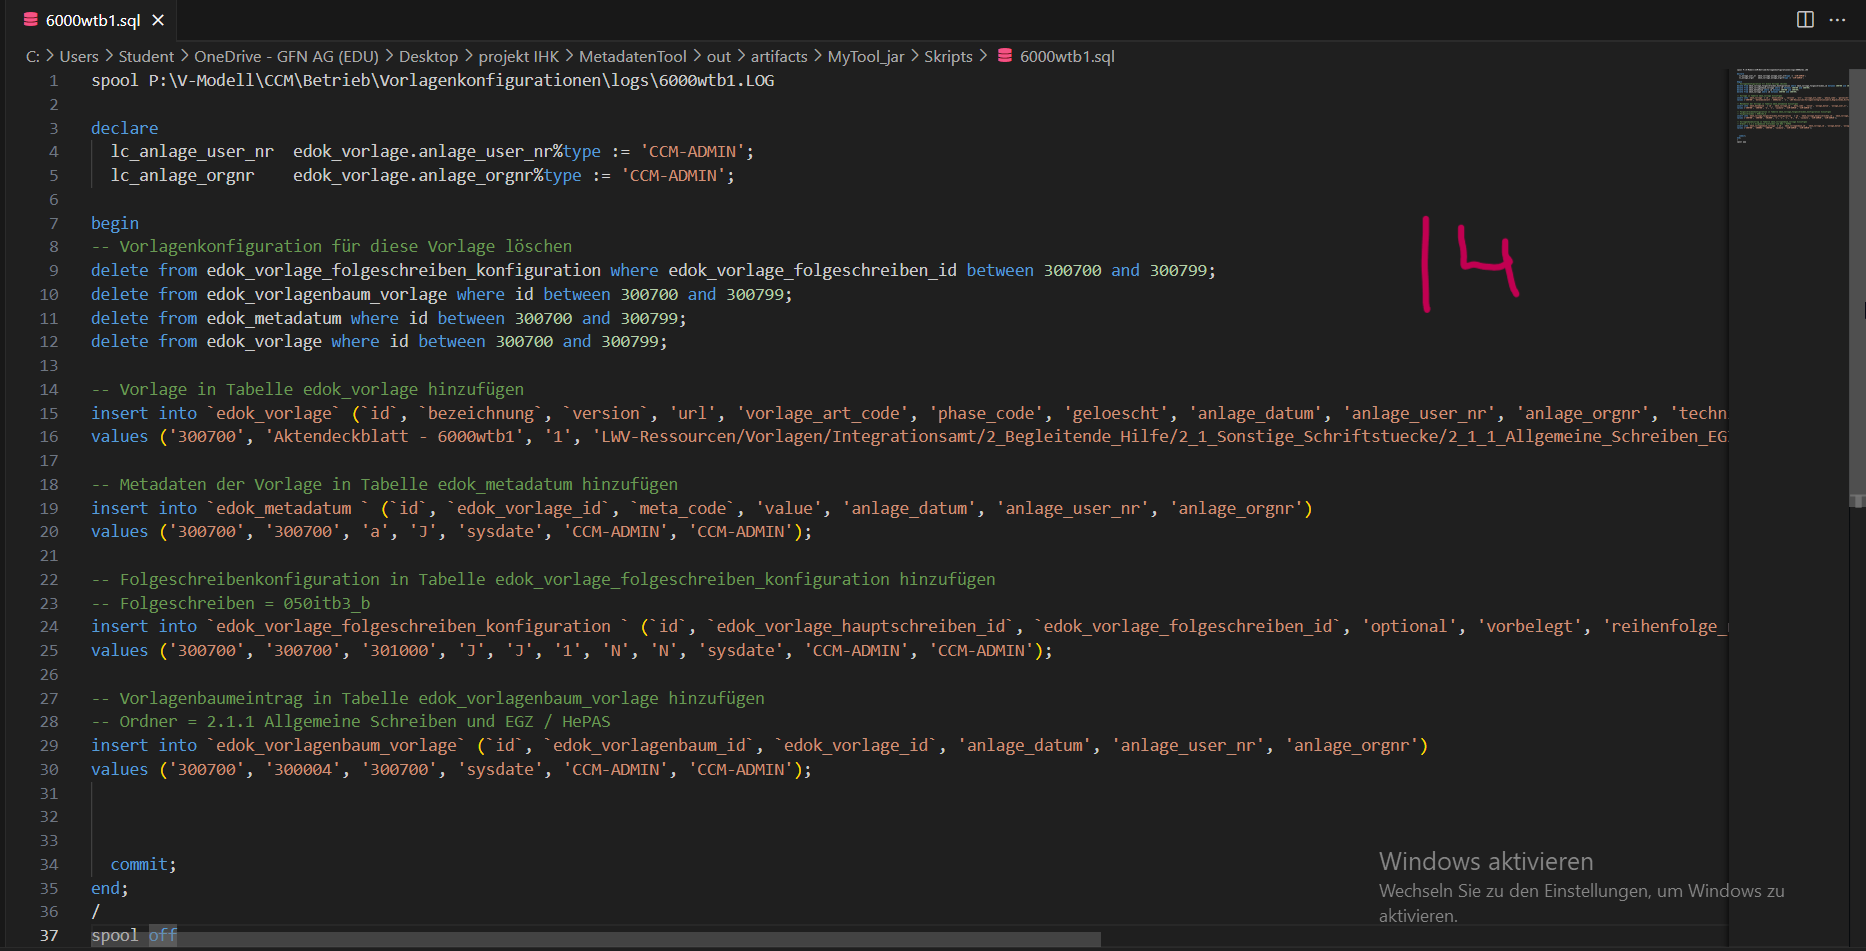 6000wtb1.sql
C: > Users > Student > OneDrive - GFN AG (EDU) > Desktop > projekt IHK > MetadatenTool > out > artifacts > MyTool_jar > Skripts > 6000wtb1.sql
1 spool P:\V-Modell\CCM\Betrieb\Vorlagenkonfigurationen\logs\6000wtb1.LOG
2
3 declare
4 lc_anlage_user_nr edok_vorlage.anlage_user_nr%type := 'CCM-ADMIN';
5 lc_anlage_orgnr edok_vorlage.anlage_orgnr%type := 'CCM-ADMIN';
6
7 begin
8 -- Vorlagenkonfiguration für diese Vorlage löschen
9 delete from edok_vorlage_folgeschreiben_konfiguration where edok_vorlage_folgeschreiben_id between 300700 and 300799;
10 delete from edok_vorlagenbaum_vorlage where id between 300700 and 300799;
11 delete from edok_metadatum where id between 300700 and 300799;
12 delete from edok_vorlage where id between 300700 and 300799;
13
14 -- Vorlage in Tabelle edok_vorlage hinzufügen
15 insert into `edok_vorlage` (`id`, `bezeichnung`, `version`, 'url', 'vorlage_art_code', 'phase_code', 'geloescht', 'anlage_datum', 'anlage_user_nr', 'anlage_orgnr', 'techn
16 values ('300700', 'Aktendeckblatt - 6000wtb1', '1', 'LWV-Ressourcen/Vorlagen/Integrationsamt/2_Begleitende_Hilfe/2_1_Sonstige_Schriftstuecke/2_1_1_Allgemeine_Schreiben_EG
17
18 -- Metadaten der Vorlage in Tabelle edok_metadatum hinzufügen
19 insert into `edok_metadatum ` (`id`, `edok_vorlage_id`, `meta_code`, 'value', 'anlage_datum', 'anlage_user_nr', 'anlage_orgnr')
20 values ('300700', '300700', 'a', 'J', 'sysdate', 'CCM-ADMIN', 'CCM-ADMIN');
21
22 -- Folgeschreibenkonfiguration in Tabelle edok_vorlage_folgeschreiben_konfiguration hinzufügen
23 -- Folgeschreiben = 050itb3_b
24 insert into `edok_vorlage_folgeschreiben_konfiguration ` (`id`, `edok_vorlage_hauptschreiben_id`, `edok_vorlage_folgeschreiben_id`, 'optional', 'vorbelegt', 'reihenfolge_
25 values ('300700', '300700', '301000', 'J', 'J', '1', 'N', 'N', 'sysdate', 'CCM-ADMIN', 'CCM-ADMIN');
26
27 -- Vorlagenbaumeintrag in Tabelle edok_vorlagenbaum_vorlage hinzufügen
28 -- Ordner = 2.1.1 Allgemeine Schreiben und EGZ / HePAS
29 insert into `edok_vorlagenbaum_vorlage` (`id`, `edok_vorlagenbaum_id`, `edok_vorlage_id`, 'anlage_datum', 'anlage_user_nr', 'anlage_orgnr')
30 values ('300700', '300004', '300700', 'sysdate', 'CCM-ADMIN', 'CCM-ADMIN');
31
32
33
34 commit;
35 end;
36 /
37 spool off
14
Windows aktivieren
Wechseln Sie zu den Einstellungen, um Windows zu
aktivieren.